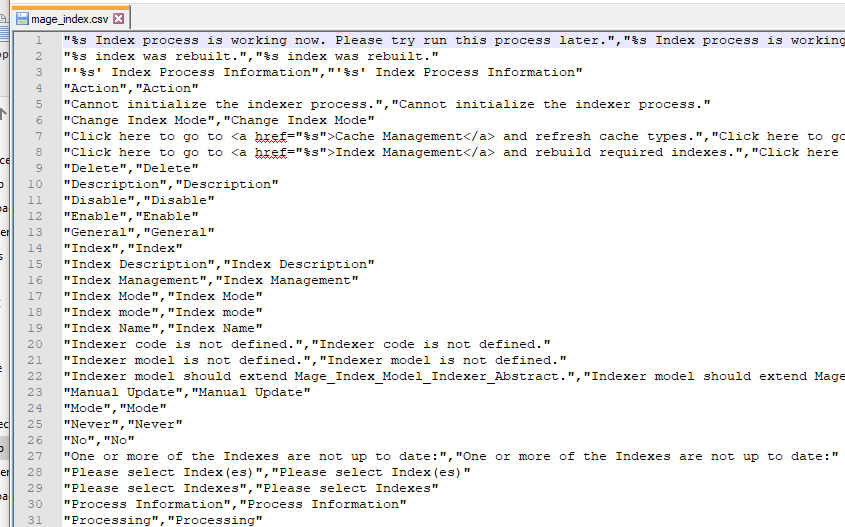 mage_index.csv
1 "%s Index process is working now. Please try run this process later.","%s Index process is working
2 "%s index was rebuilt.","%s index was rebuilt."
3 "'%s' Index Process Information","'%s' Index Process Information"
4 "Action","Action"
5 "Cannot initialize the indexer process.","Cannot initialize the indexer process."
6 "Change Index Mode","Change Index Mode"
7 "Click here to go to <a href="%s">Cache Management</a> and refresh cache types.","Click here to go
8 "Click here to go to <a href="%s">Index Management</a> and rebuild required indexes.","Click here
9 "Delete","Delete"
10 "Description","Description"
11 "Disable","Disable"
12 "Enable","Enable"
13 "General","General"
14 "Index","Index"
15 "Index Description","Index Description"
16 "Index Management","Index Management"
17 "Index Mode","Index Mode"
18 "Index mode","Index mode"
19 "Index Name","Index Name"
20 "Indexer code is not defined.","Indexer code is not defined."
21 "Indexer model is not defined.","Indexer model is not defined."
22 "Indexer model should extend Mage_Index_Model_Indexer_Abstract.","Indexer model should extend Mage
23 "Manual Update","Manual Update"
24 "Mode","Mode"
25 "Never","Never"
26 "No","No"
27 "One or more of the Indexes are not up to date:","One or more of the Indexes are not up to date:"
28 "Please select Index(es)","Please select Index(es)"
29 "Please select Indexes","Please select Indexes"
30 "Process Information","Process Information"
31 "Processing","Processing"